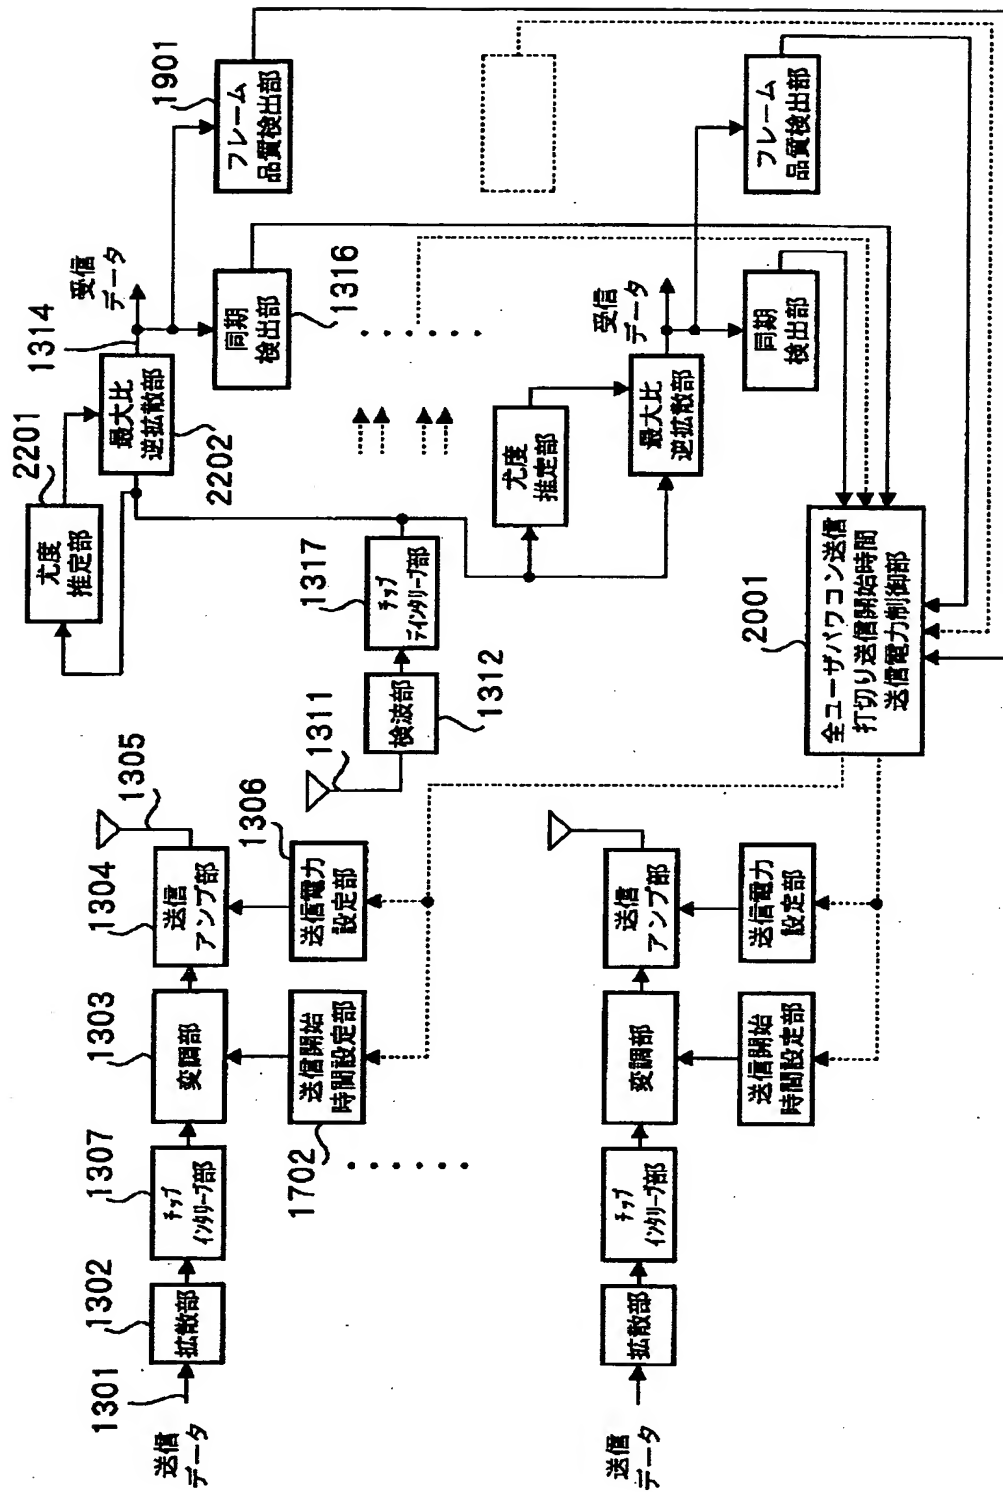 1301
送信
データ
1302
拡散部
1307
チップ
インタリーブ部
1303
変調部
1304
送信
アンプ部
1305
1702
送信開始
時間設定部
1306
送信電力
設定部
1311
検波部
1312
チップ
デインタリーブ部
1317
2201
尤度
推定部
最大比
逆拡散部
2202
1314
受信
データ
同期
検出部
1316
1901
フレーム
品質検出部
送信
データ
拡散部
チップ
インタリーブ部
変調部
送信
アンプ部
送信開始
時間設定部
送信電力
設定部
尤度
推定部
最大比
逆拡散部
受信
データ
同期
検出部
フレーム
品質検出部
2001
全ユーザパワコン送信
打切り送信開始時間
送信電力制御部